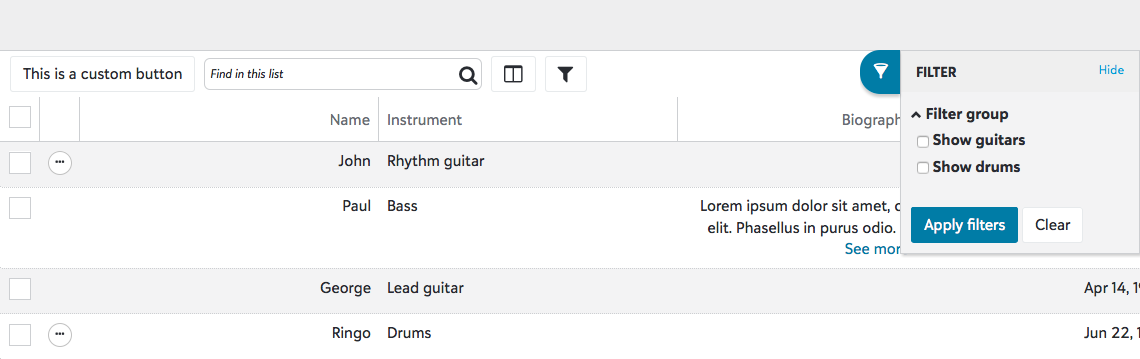 This is a custom button
Find in this list
FILTER
Hide
Filter group
Show guitars
Show drums
Apply filters
Clear
Name Instrument Biograph
John Rhythm guitar
Paul Bass Lorem ipsum dolor sit amet,
elit. Phasellus in purus odio.
See mor
George Lead guitar Apr 14, 1
Ringo Drums Jun 22, 1